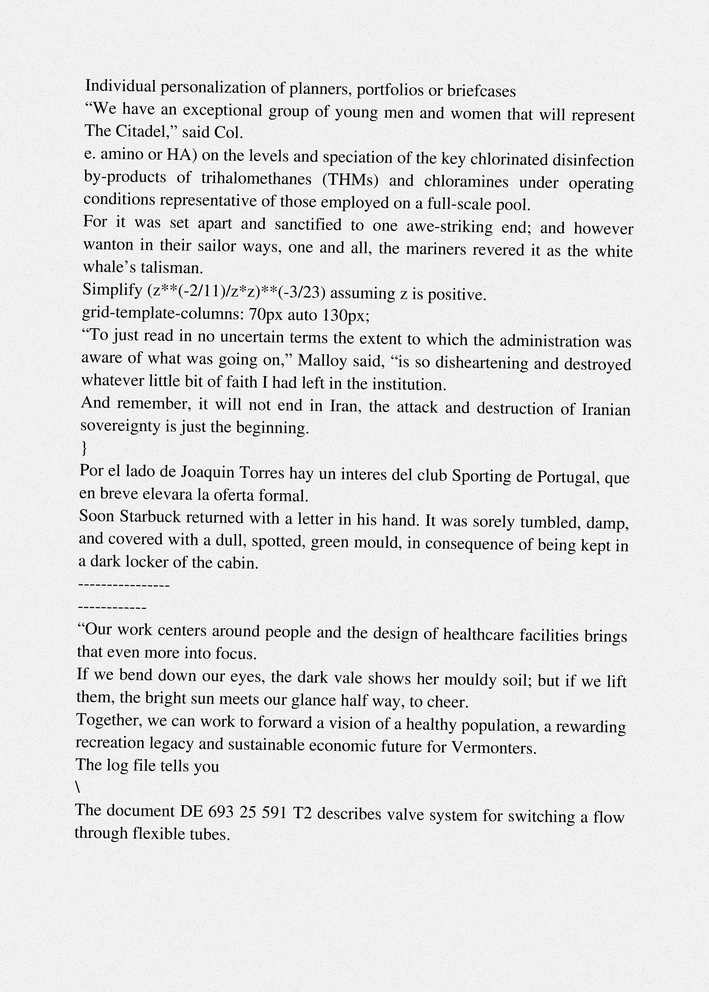 Individual personalization of planners, portfolios or briefcases
“We have an exceptional group of young men and women that will represent
The Citadel,” said Col.
e. amino or HA) on the levels and speciation of the key chlorinated disinfection
by-products of trihalomethanes (THMs) and chloramines under operating
conditions representative of those employed on a full-scale pool.
For it was set apart and sanctified to one awe-striking end; and however
wanton in their sailor ways, one and all, the mariners revered it as the white
whale’s talisman.
Simplify (z**(-2/11)/z*z)**(-3/23) assuming z is positive.
grid-template-columns: 70px auto 130px;
“To just read in no uncertain terms the extent to which the administration was
aware of what was going on,” Malloy said, “is so disheartening and destroyed
whatever little bit of faith I had left in the institution.
And remember, it will not end in Iran, the attack and destruction of Iranian
sovereignty is just the beginning.
}
Por el lado de Joaquin Torres hay un interes del club Sporting de Portugal, que
en breve elevara la oferta formal.
Soon Starbuck returned with a letter in his hand. It was sorely tumbled, damp,
and covered with a dull, spotted, green mould, in consequence of being kept in
a dark locker of the cabin.
----------------
------------
“Our work centers around people and the design of healthcare facilities brings
that even more into focus.
If we bend down our eyes, the dark vale shows her mouldy soil; but if we lift
them, the bright sun meets our glance half way, to cheer.
Together, we can work to forward a vision of a healthy population, a rewarding
recreation legacy and sustainable economic future for Vermonters.
The log file tells you
\
The document DE 693 25 591 T2 describes valve system for switching a flow
through flexible tubes.